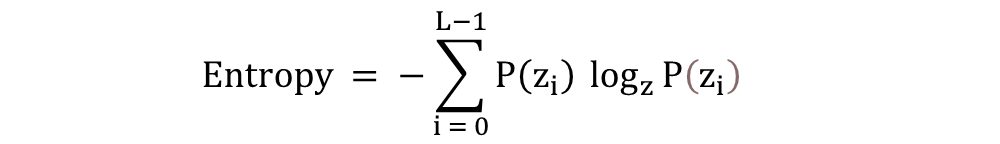 Entropy = − ∑_{i = 0}^{L−1} P(z_i) log_z P(z_i)